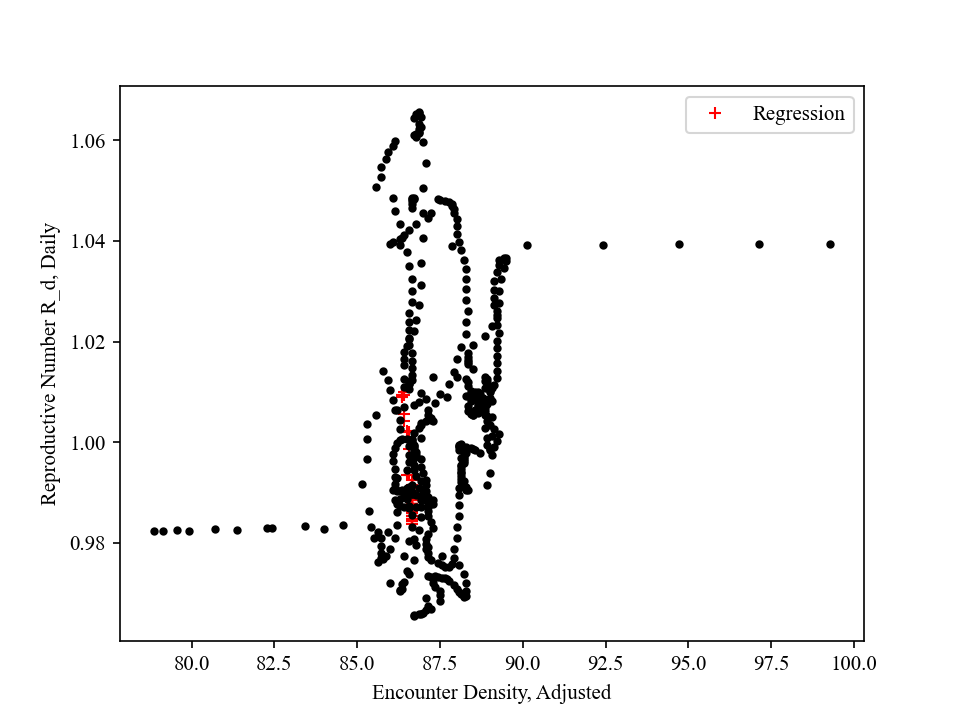 Regression
1.06
1.04
1.02
1.00
0.98
Reproductive Number R_d, Daily
80.0 82.5 85.0 87.5 90.0 92.5 95.0 97.5 100.0
Encounter Density, Adjusted